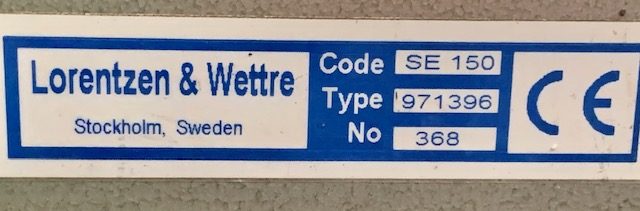 Lorentzen & Wettre
Stockholm, Sweden
Code SE 150
Type 971396
No 368
CE